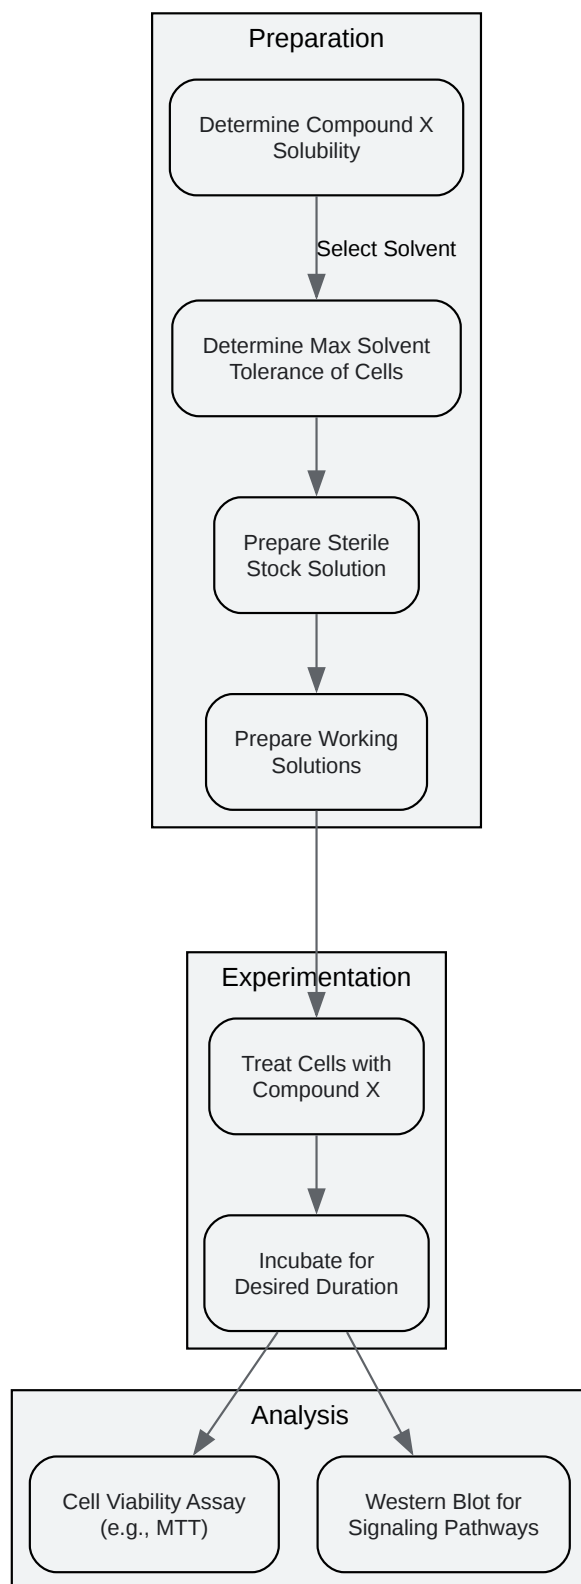 Preparation
Determine Compound X
Solubility
Select Solvent
Determine Max Solvent
Tolerance of Cells
Prepare Sterile
Stock Solution
Prepare Working
Solutions
Experimentation
Treat Cells with
Compound X
Incubate for
Desired Duration
Analysis
Cell Viability Assay
(e.g., MTT)
Western Blot for
Signaling Pathways